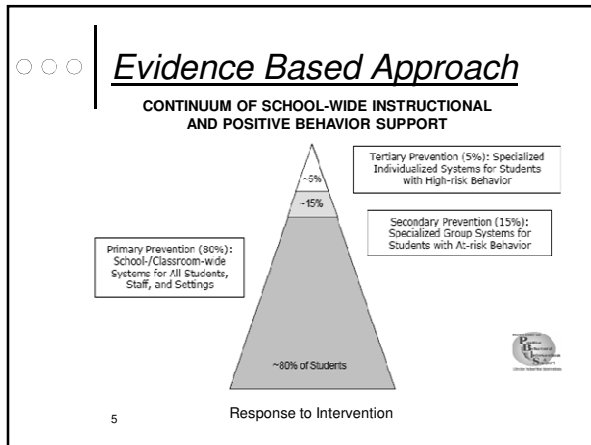 Evidence Based Approach
CONTINUUM OF SCHOOL-WIDE INSTRUCTIONAL
AND POSITIVE BEHAVIOR SUPPORT
Tertiary Prevention (5%): Specialized
Individualized Systems for Students
with High-risk Behavior
~5%
~15%
Secondary Prevention (15%):
Specialized Group Systems for
Students with At-risk Behavior
Primary Prevention (80%):
School-/Classroom-wide
Systems for All Students,
Staff, and Settings
~80% of Students
Response to Intervention
5